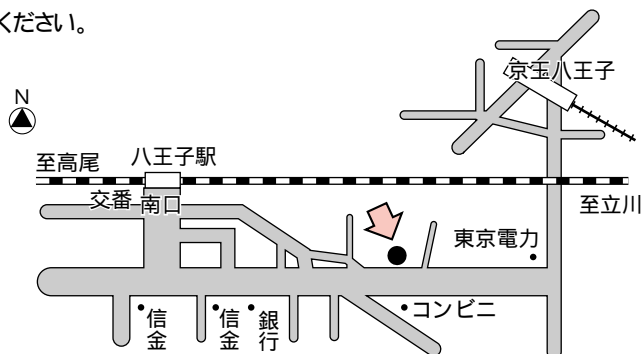 ください。
京王八王子
N
至高尾
八王子駅
交番
南口
至立川
東京電力
コンビニ
信金
信金
銀行